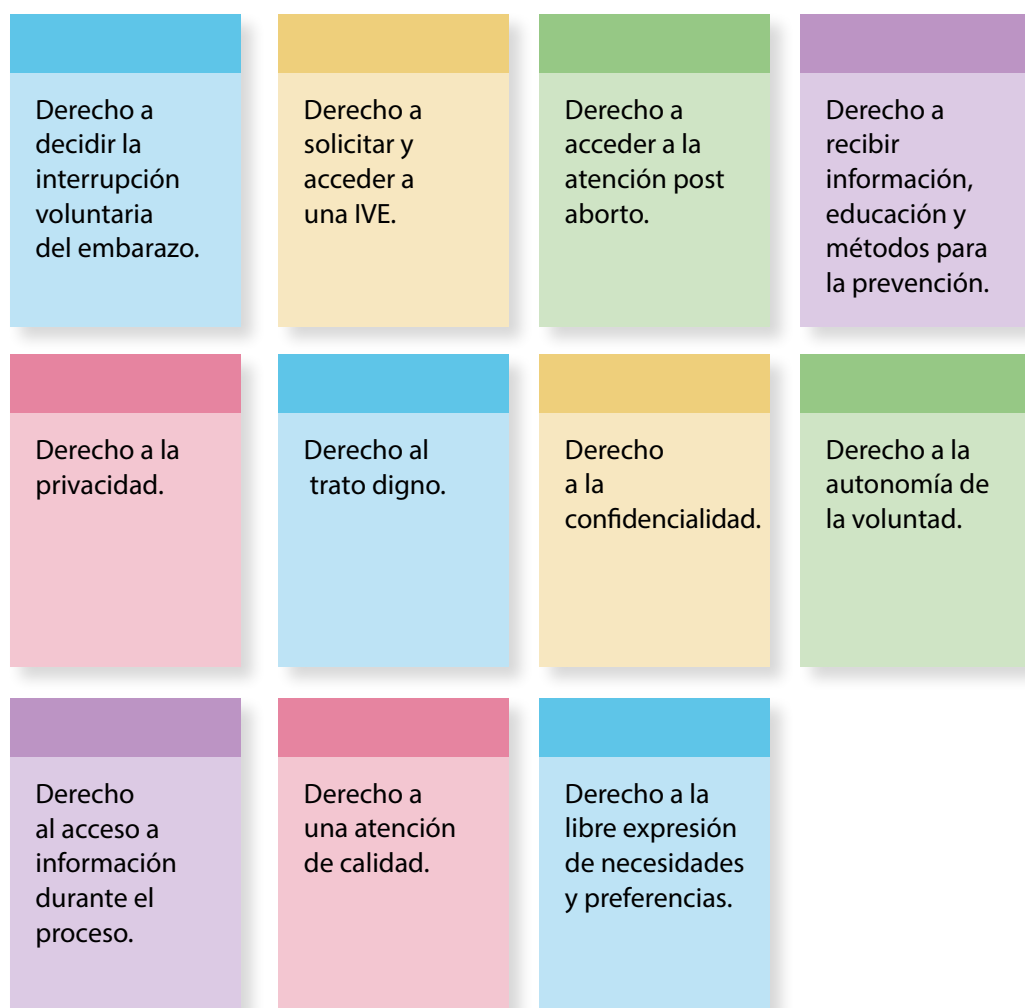 Derecho a
decidir la
interrupción
voluntaria
del embarazo.
Derecho a
solicitar y
acceder a
una IVE.
Derecho a
acceder a la
atención post
aborto.
Derecho a
recibir
información,
educación y
métodos para
la prevención.
Derecho a la
privacidad.
Derecho al
trato digno.
Derecho
a la
confidencialidad.
Derecho a la
autonomía de
la voluntad.
Derecho
al acceso a
información
durante el
proceso.
Derecho a
una atención
de calidad.
Derecho a la
libre expresión
de necesidades
y preferencias.